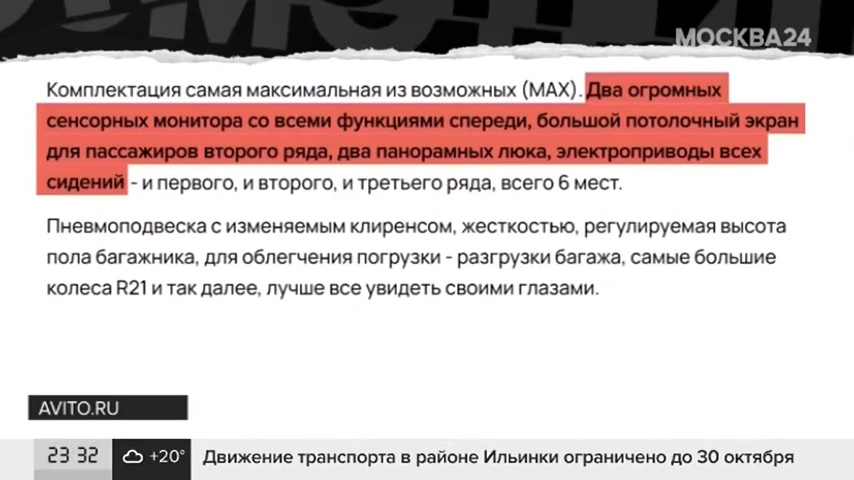 МОСКВА24
Комплектация самая максимальная из возможных (MAX). Два огромных
сенсорных монитора со всеми функциями спереди, большой потолочный экран
для пассажиров второго ряда, два панорамных люка, электроприводы всех
сидений - и первого, и второго, и третьего ряда, всего 6 мест.
Пневмоподвеска с изменяемым клиренсом, жесткостью, регулируемая высота
пола багажника, для облегчения погрузки - разгрузки багажа, самые большие
колеса R21 и так далее, лучше все увидеть своими глазами.
AVITO.RU
23 32 +20° Движение транспорта в районе Ильинки ограничено до 30 октября